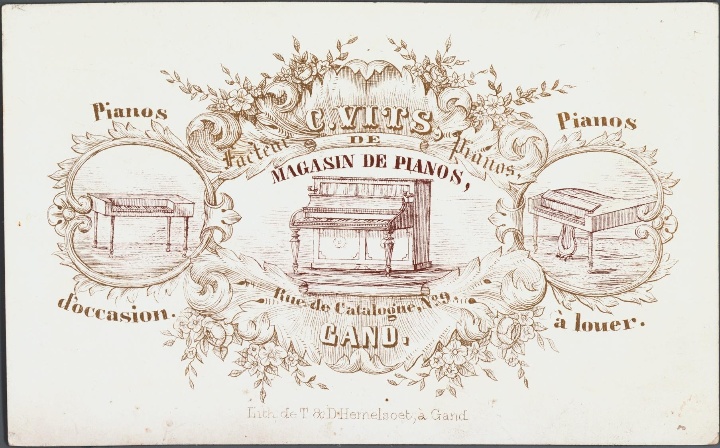 C. VITS,
Facteur DE Pianos,
MAGASIN DE PIANOS,
Pianos
d'occasion.
Pianos
à louer.
Rue de Catalogue, No. 9
GAND.
Lith. de T & D. Hemelsoet, à Gand